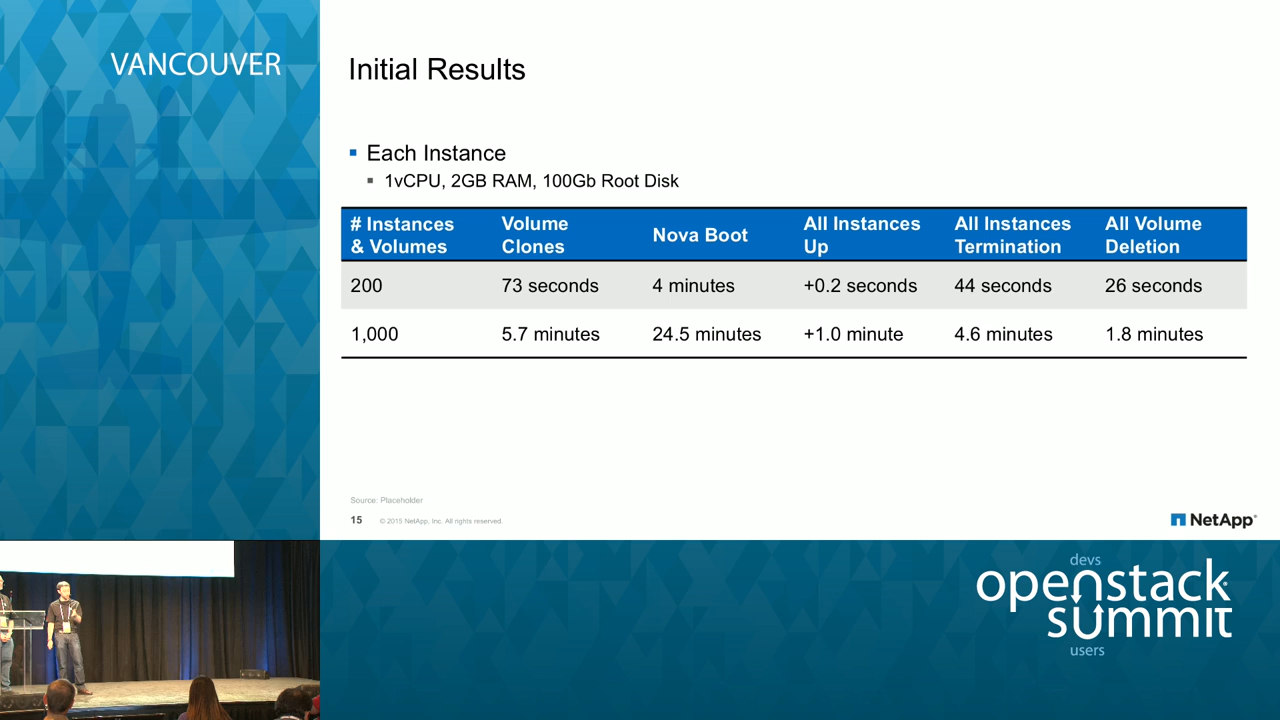 VANCOUVER
Initial Results
Each Instance
1vCPU, 2GB RAM, 100Gb Root Disk
# Instances & Volumes Volume Clones Nova Boot All Instances Up All Instances Termination All Volume Deletion
200 73 seconds 4 minutes +0.2 seconds 44 seconds 26 seconds
1,000 5.7 minutes 24.5 minutes +1.0 minute 4.6 minutes 1.8 minutes
Source: Placeholder
15 © 2015 NetApp, Inc. All rights reserved.
NetApp
devs
openstack
summit
users